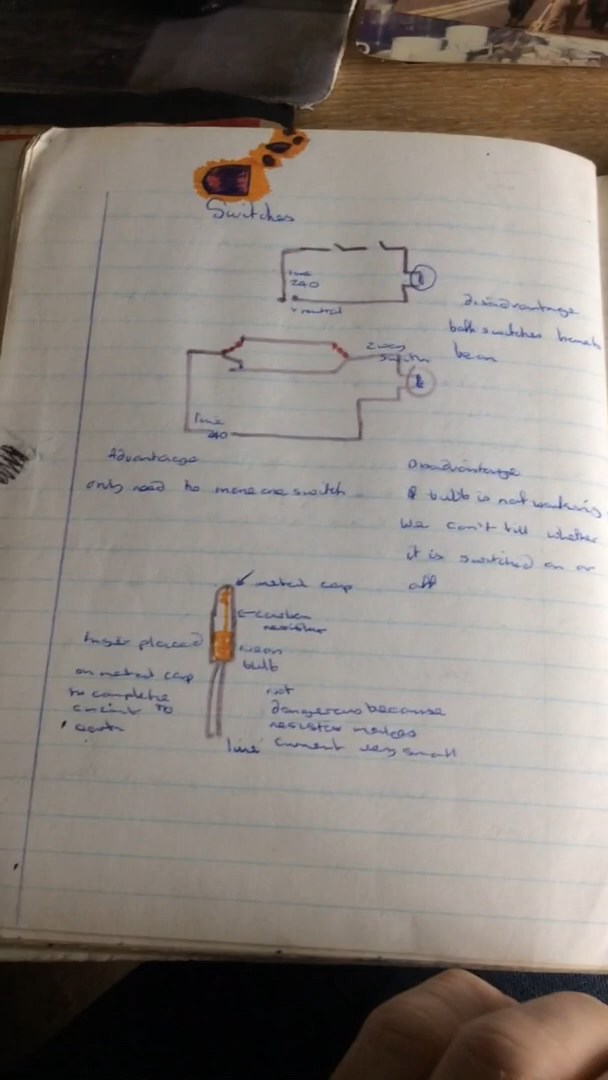 Switches
line
240
neutral
disadvantage
both switches have to
be on
2 way
switch
line
240
Advantage
only need to move one switch
Disadvantage
If bulb is not working
we can't tell whether
it is switched on or
off
metal cap
carbon
resistor
finger placed
on metal cap
to complete
circuit to
earth
neon
bulb
not
dangerous because
resistor makes
current very small
line